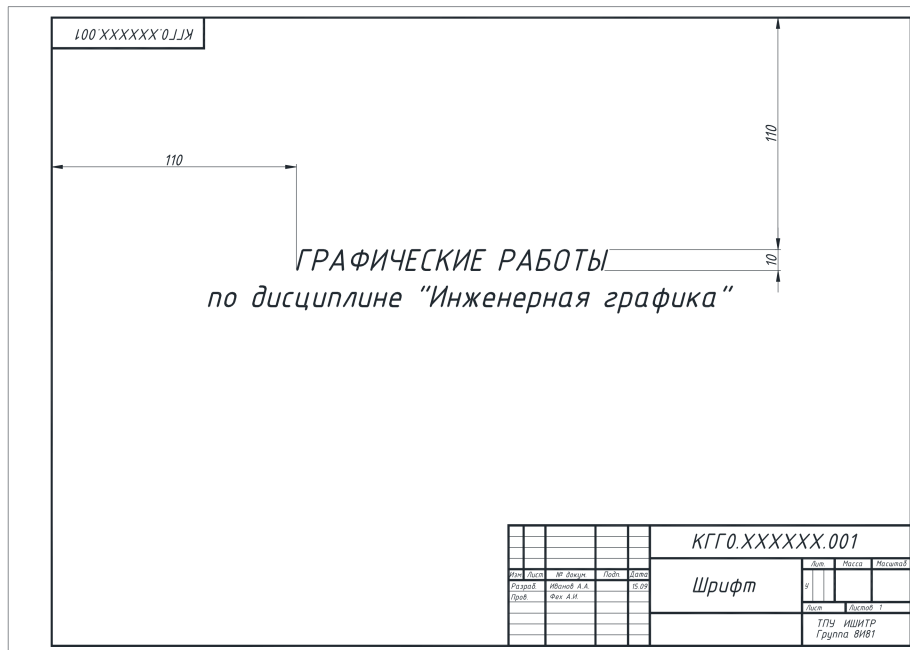 КГГ0.XXXXXX.001
110
110
10
ГРАФИЧЕСКИЕ РАБОТЫ
по дисциплине "Инженерная графика"
КГГ0.XXXXXX.001
Изм Лист № докум Подп. Дата
Разраб. Иванов А.А. 15.09
Пров. Фех А.И.
Шрифт
Лит. Масса Масштаб
У
Лист Листов 1
ТПУ ИШИТР
Группа 8И81